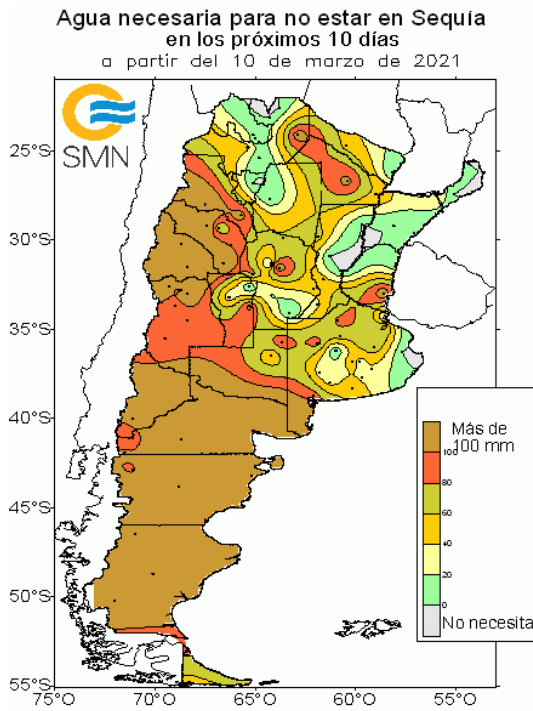 Agua necesaria para no estar en Sequía
en los próximos 10 días
a partir del 10 de marzo de 2021
SMN
25°S
30°S
35°S
40°S
45°S
50°S
55°S
75°O
70°O
65°O
60°O
55°O
Más de
100 mm
100
80
60
40
20
0
No necesita